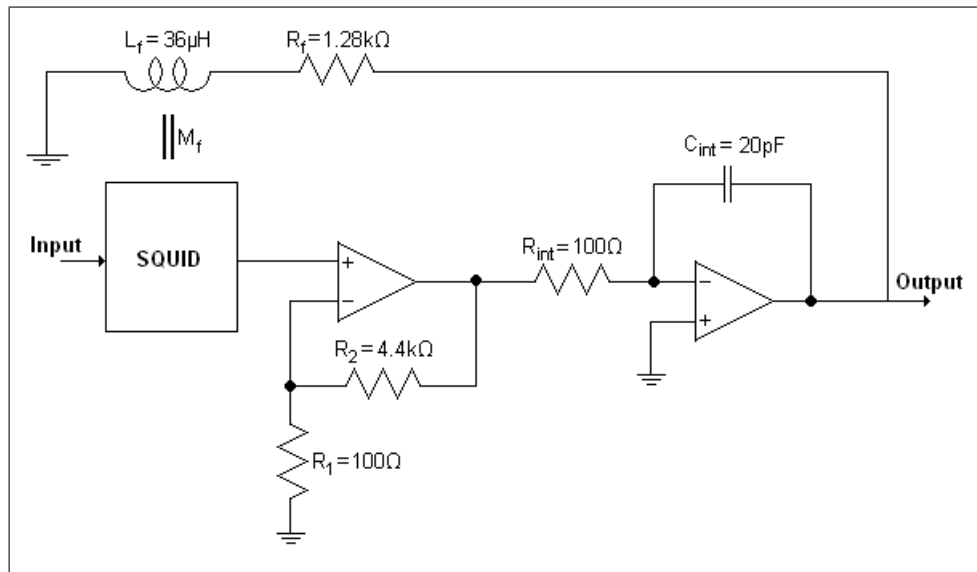 L_f = 36µH
R_f = 1.28kΩ
M_f
C_int = 20pF
Input
SQUID
+
−
R_int = 100Ω
−
+
Output
R_2 = 4.4kΩ
R_1 = 100Ω